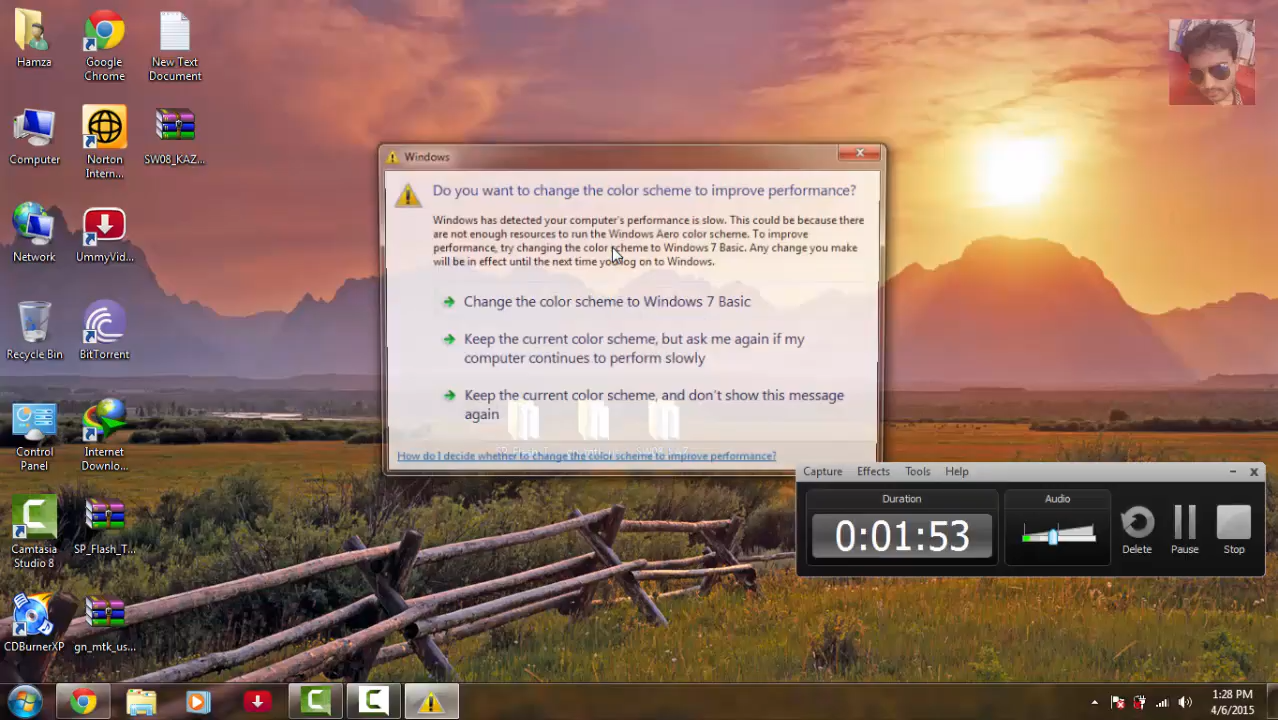 Hamza
Google
Chrome
New Text
Document
Computer
Norton
Intern...
SW08_KAZ...
Network
UmmyVid...
Recycle Bin
BitTorrent
Control
Panel
Internet
Downlo...
Camtasia
Studio 8
SP_Flash_T...
CDBurnerXP
gn_mtk_us...
Windows
Do you want to change the color scheme to improve performance?
Windows has detected your computer's performance is slow. This could be because there
are not enough resources to run the Windows Aero color scheme. To improve
performance, try changing the color scheme to Windows 7 Basic. Any change you make
will be in effect until the next time you log on to Windows.
Change the color scheme to Windows 7 Basic
Keep the current color scheme, but ask me again if my
computer continues to perform slowly
Keep the current color scheme, and don't show this message
again
How do I decide whether to change the color scheme to improve performance?
Capture Effects Tools Help
Duration
Audio
0:01:53
Delete
Pause
Stop
1:28 PM
4/6/2015